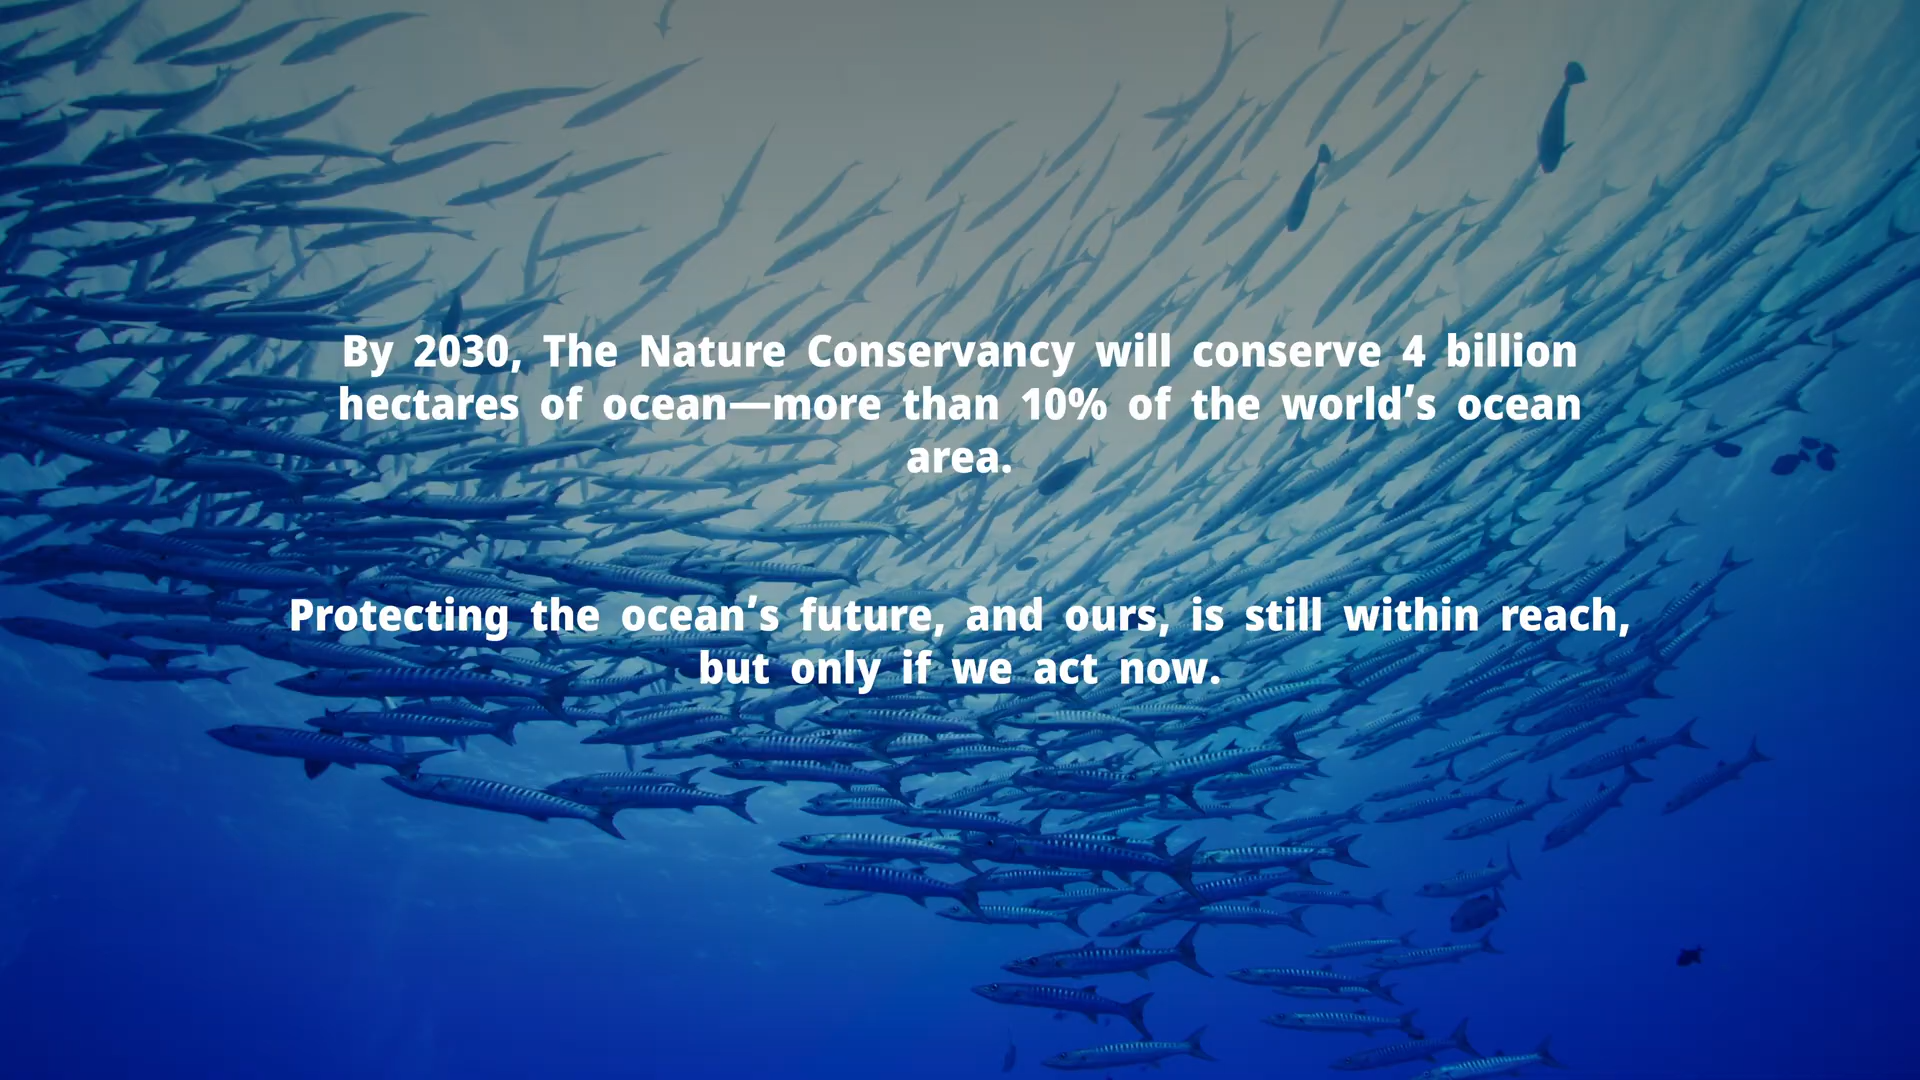 By 2030, The Nature Conservancy will conserve 4 billion
hectares of ocean—more than 10% of the world’s ocean
area.
Protecting the ocean’s future, and ours, is still within reach,
but only if we act now.